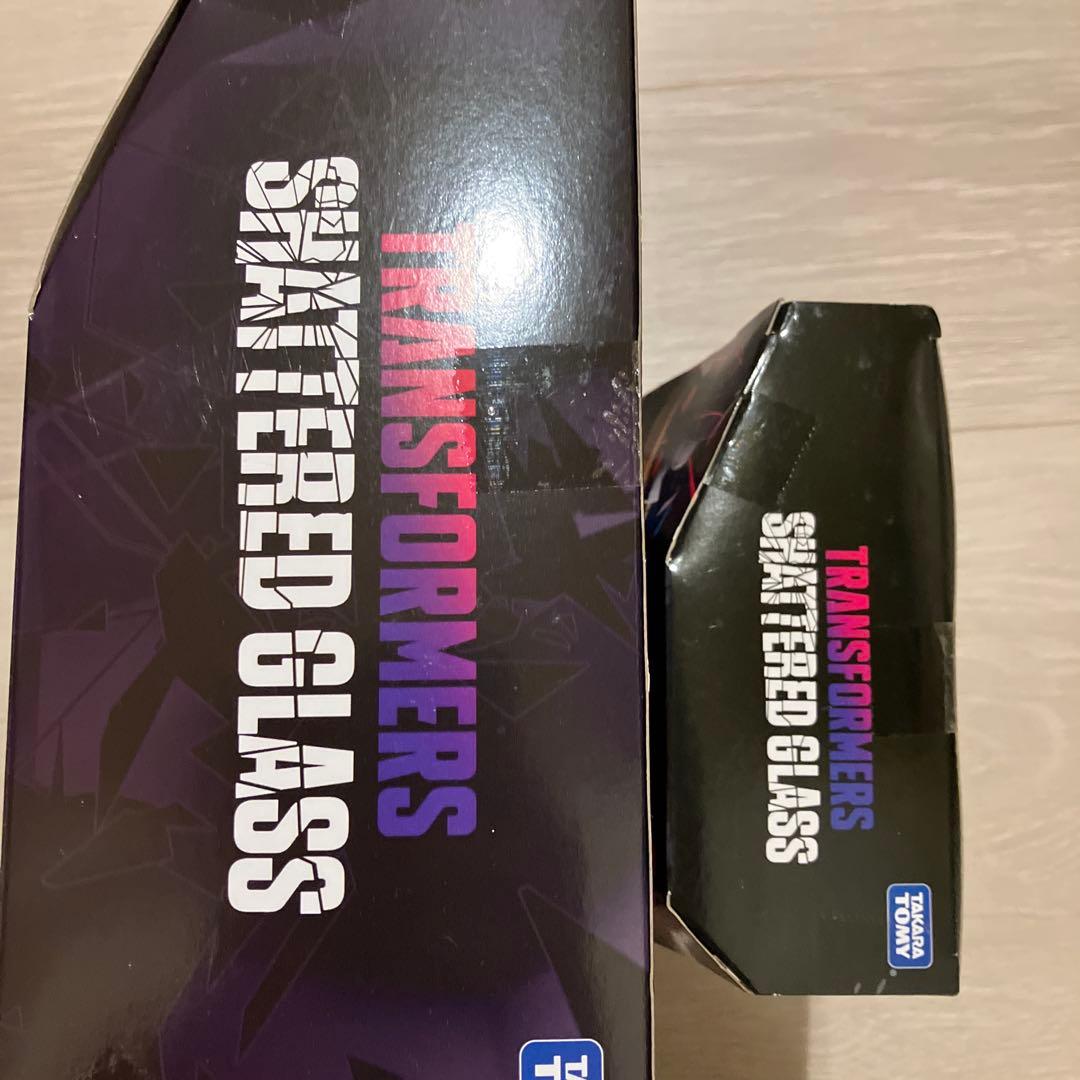 TRANSFORMERS
SHATTERED GLASS
TRANSFORMERS
SHATTERED GLASS
TAKARA
TOMY